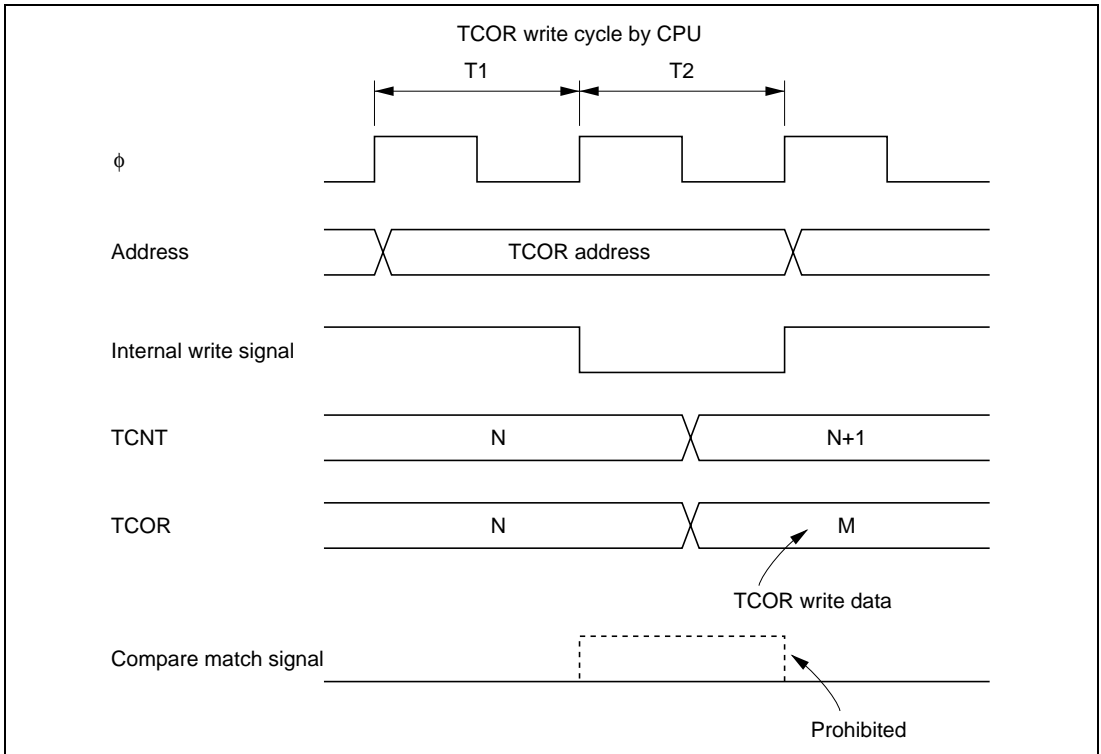 TCOR write cycle by CPU
T1 T2
ϕ
Address TCOR address
Internal write signal
TCNT N N+1
TCOR N M
TCOR write data
Compare match signal
Prohibited